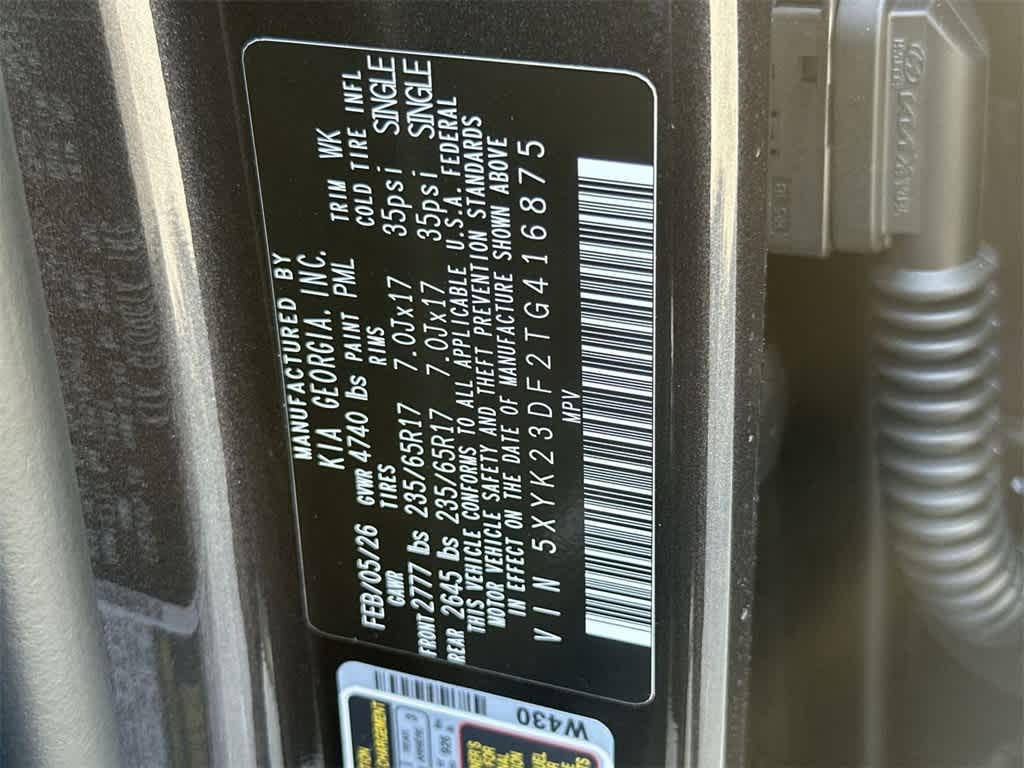 MANUFACTURED BY
KIA GEORGIA. INC.
FEB/05/26 GVWR 4740 lbs PAINT PML TRIM WK
GAWR TIRES RIMS COLD TIRE INFL
FRONT 2777 lbs 235/65R17 7.0Jx17 35psi SINGLE
REAR 2645 lbs 235/65R17 7.0Jx17 35psi SINGLE
THIS VEHICLE CONFORMS TO ALL APPLICABLE U.S.A. FEDERAL
MOTOR VEHICLE SAFETY AND THEFT PREVENTION STANDARDS
IN EFFECT ON THE DATE OF MANUFACTURE SHOWN ABOVE
VIN 5XYK23DF2TG416875
MPV
W430